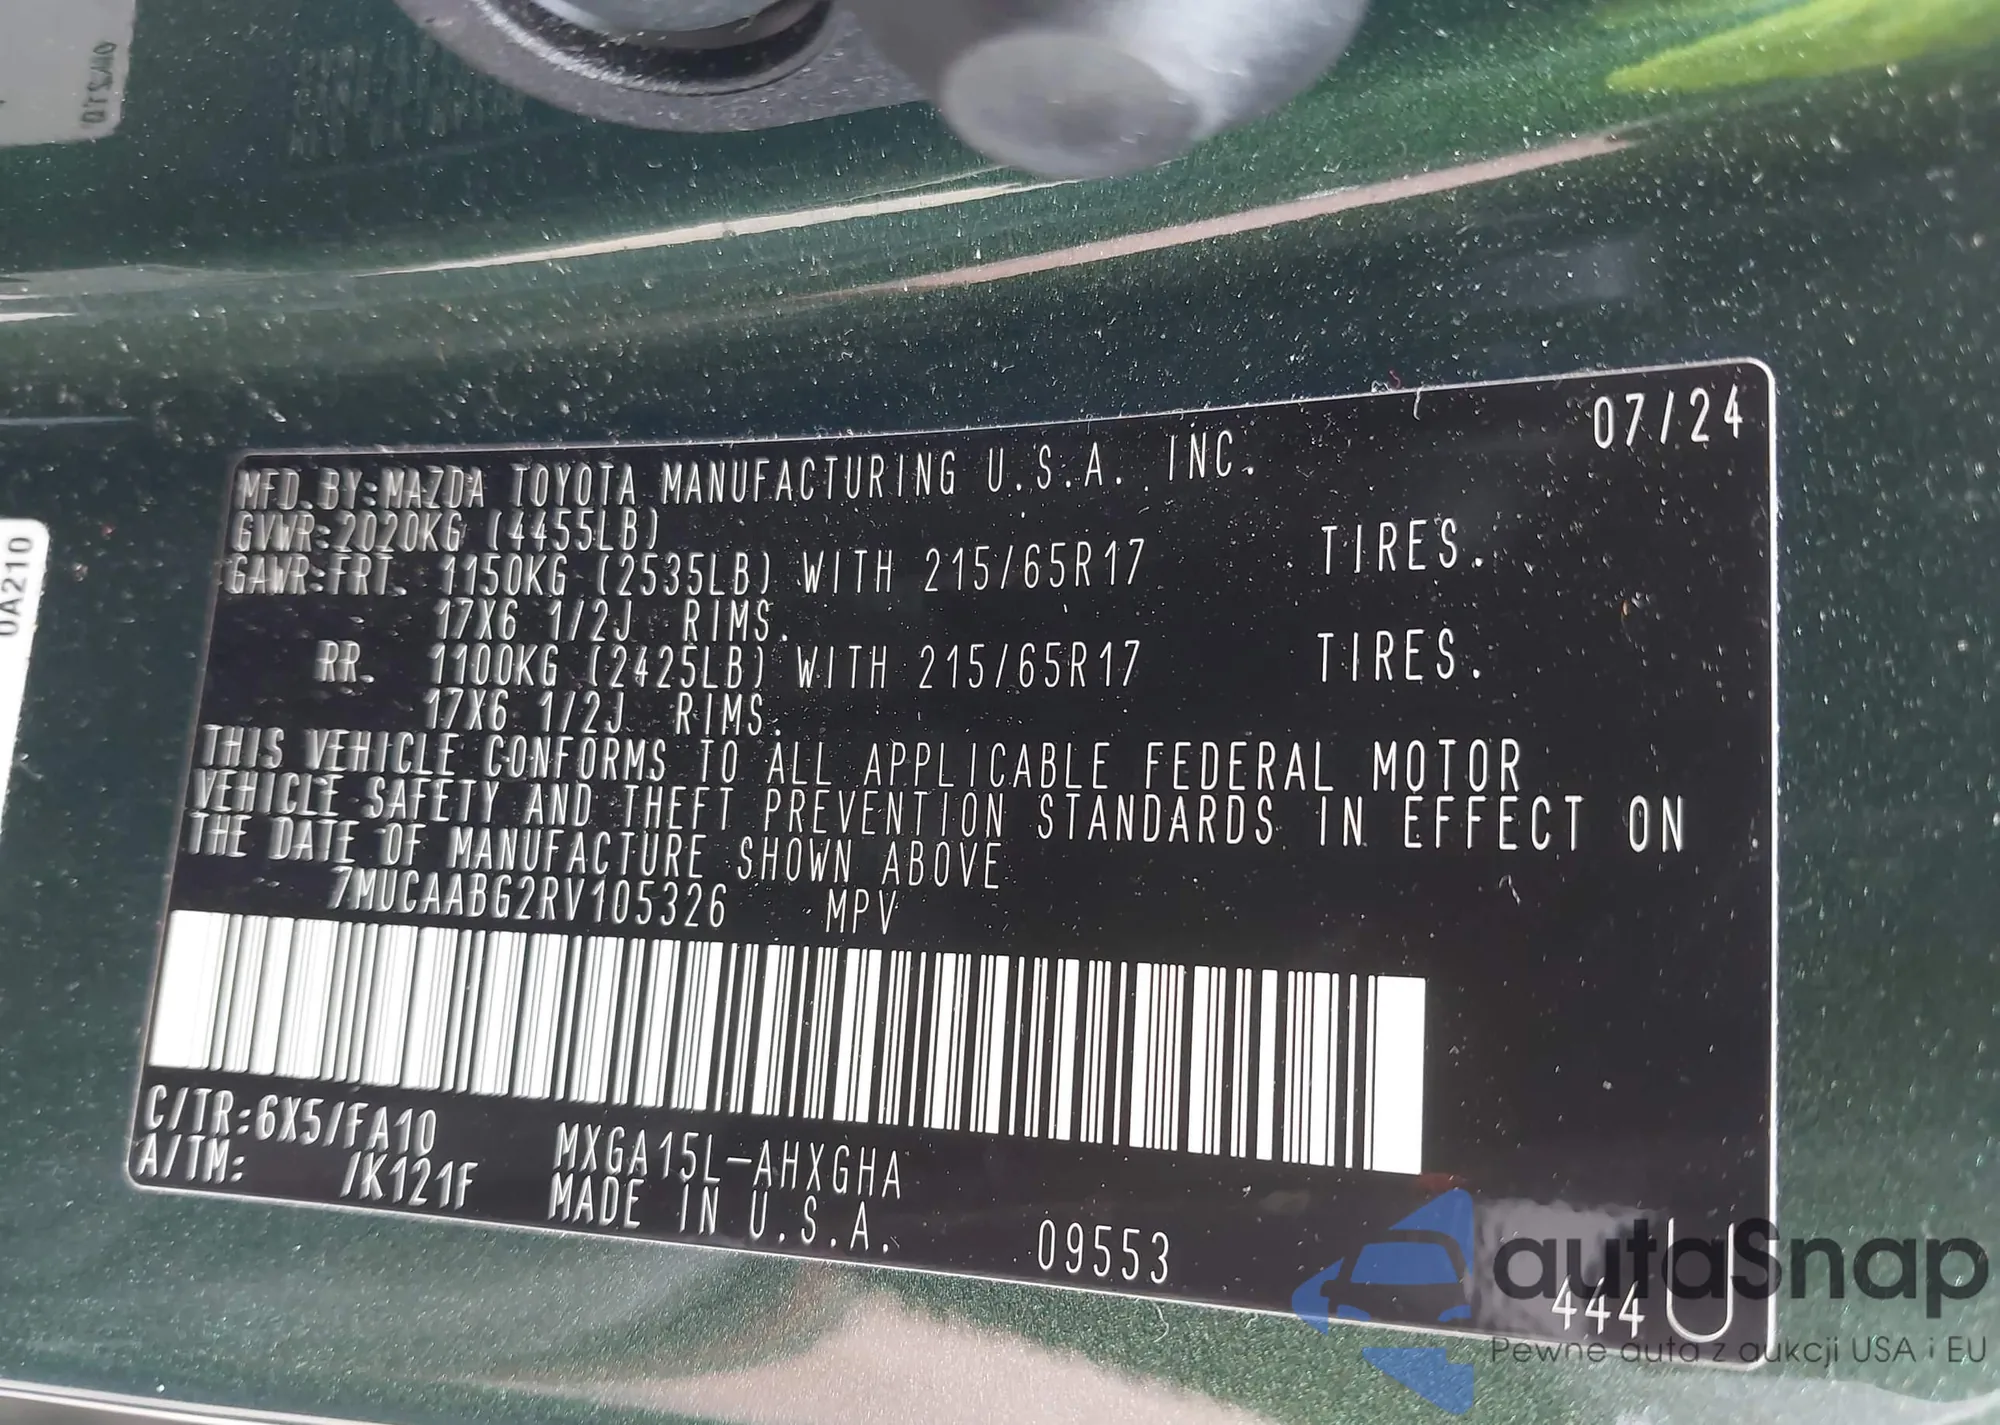 0A210
07/24
MFD BY:MAZDA TOYOTA MANUFACTURING U.S.A. INC.
GVWR:2020KG (4455LB)
GAWR:FRT. 1150KG (2535LB) WITH 215/65R17 TIRES.
17X6 1/2J RIMS.
RR. 1100KG (2425LB) WITH 215/65R17 TIRES.
17X6 1/2J RIMS.
THIS VEHICLE CONFORMS TO ALL APPLICABLE FEDERAL MOTOR
VEHICLE SAFETY AND THEFT PREVENTION STANDARDS IN EFFECT ON
THE DATE OF MANUFACTURE SHOWN ABOVE
7MUCAABG2RV105326 MPV
C/TR:6X5/FA10
A/TM: /K121F
MXGA15L-AHXGHA
MADE IN U.S.A.
09553
444 U
autaSnap
Pewne auta z aukcji USA i EU